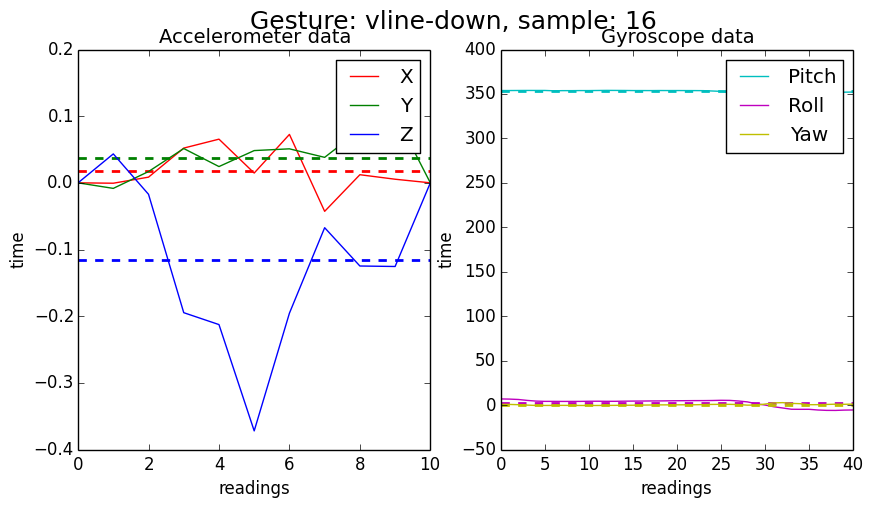 Gesture: vline-down, sample: 16
Accelerometer data
0.2
0.1
0.0
−0.1
−0.2
−0.3
−0.4
time
0 2 4 6 8 10
readings
X
Y
Z
Gyroscope data
400
350
300
250
200
150
100
50
0
−50
time
0 5 10 15 20 25 30 35 40
readings
Pitch
Roll
Yaw